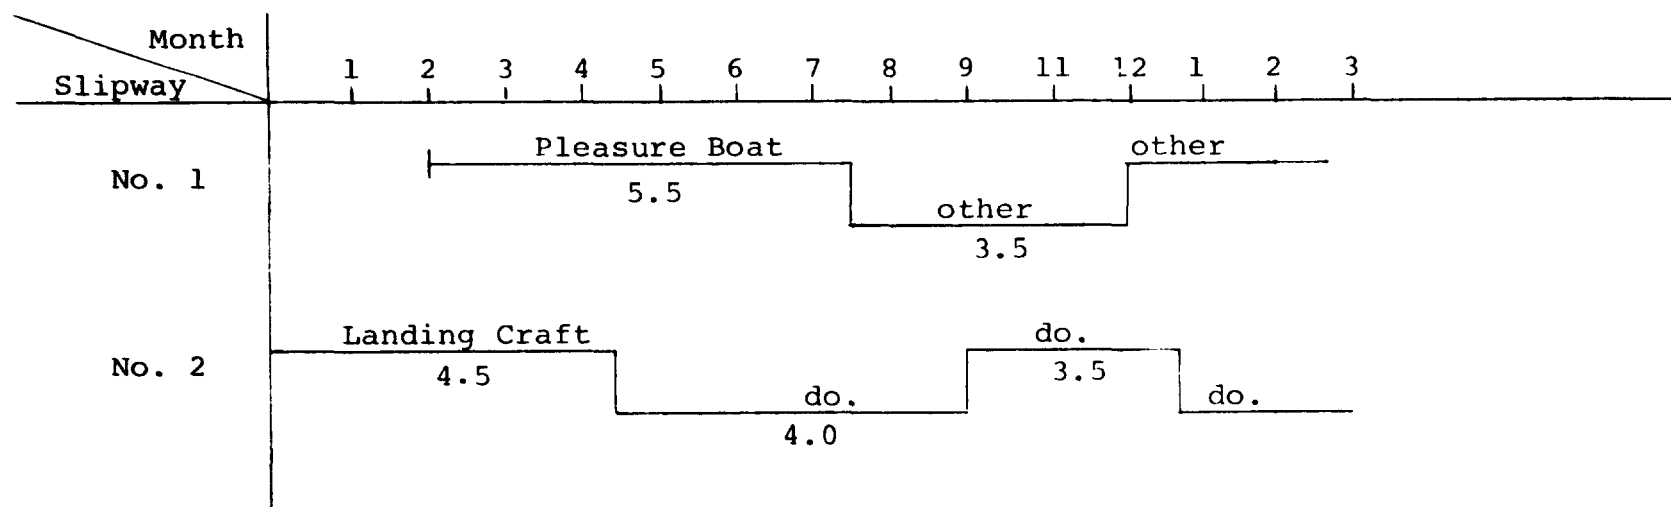 Month
1 2 3 4 5 6 7 8 9 11 12 1 2 3
Slipway
Pleasure Boat other
No. 1
5.5
other
3.5
Landing Craft do.
No. 2
4.5 3.5
do. do.
4.0